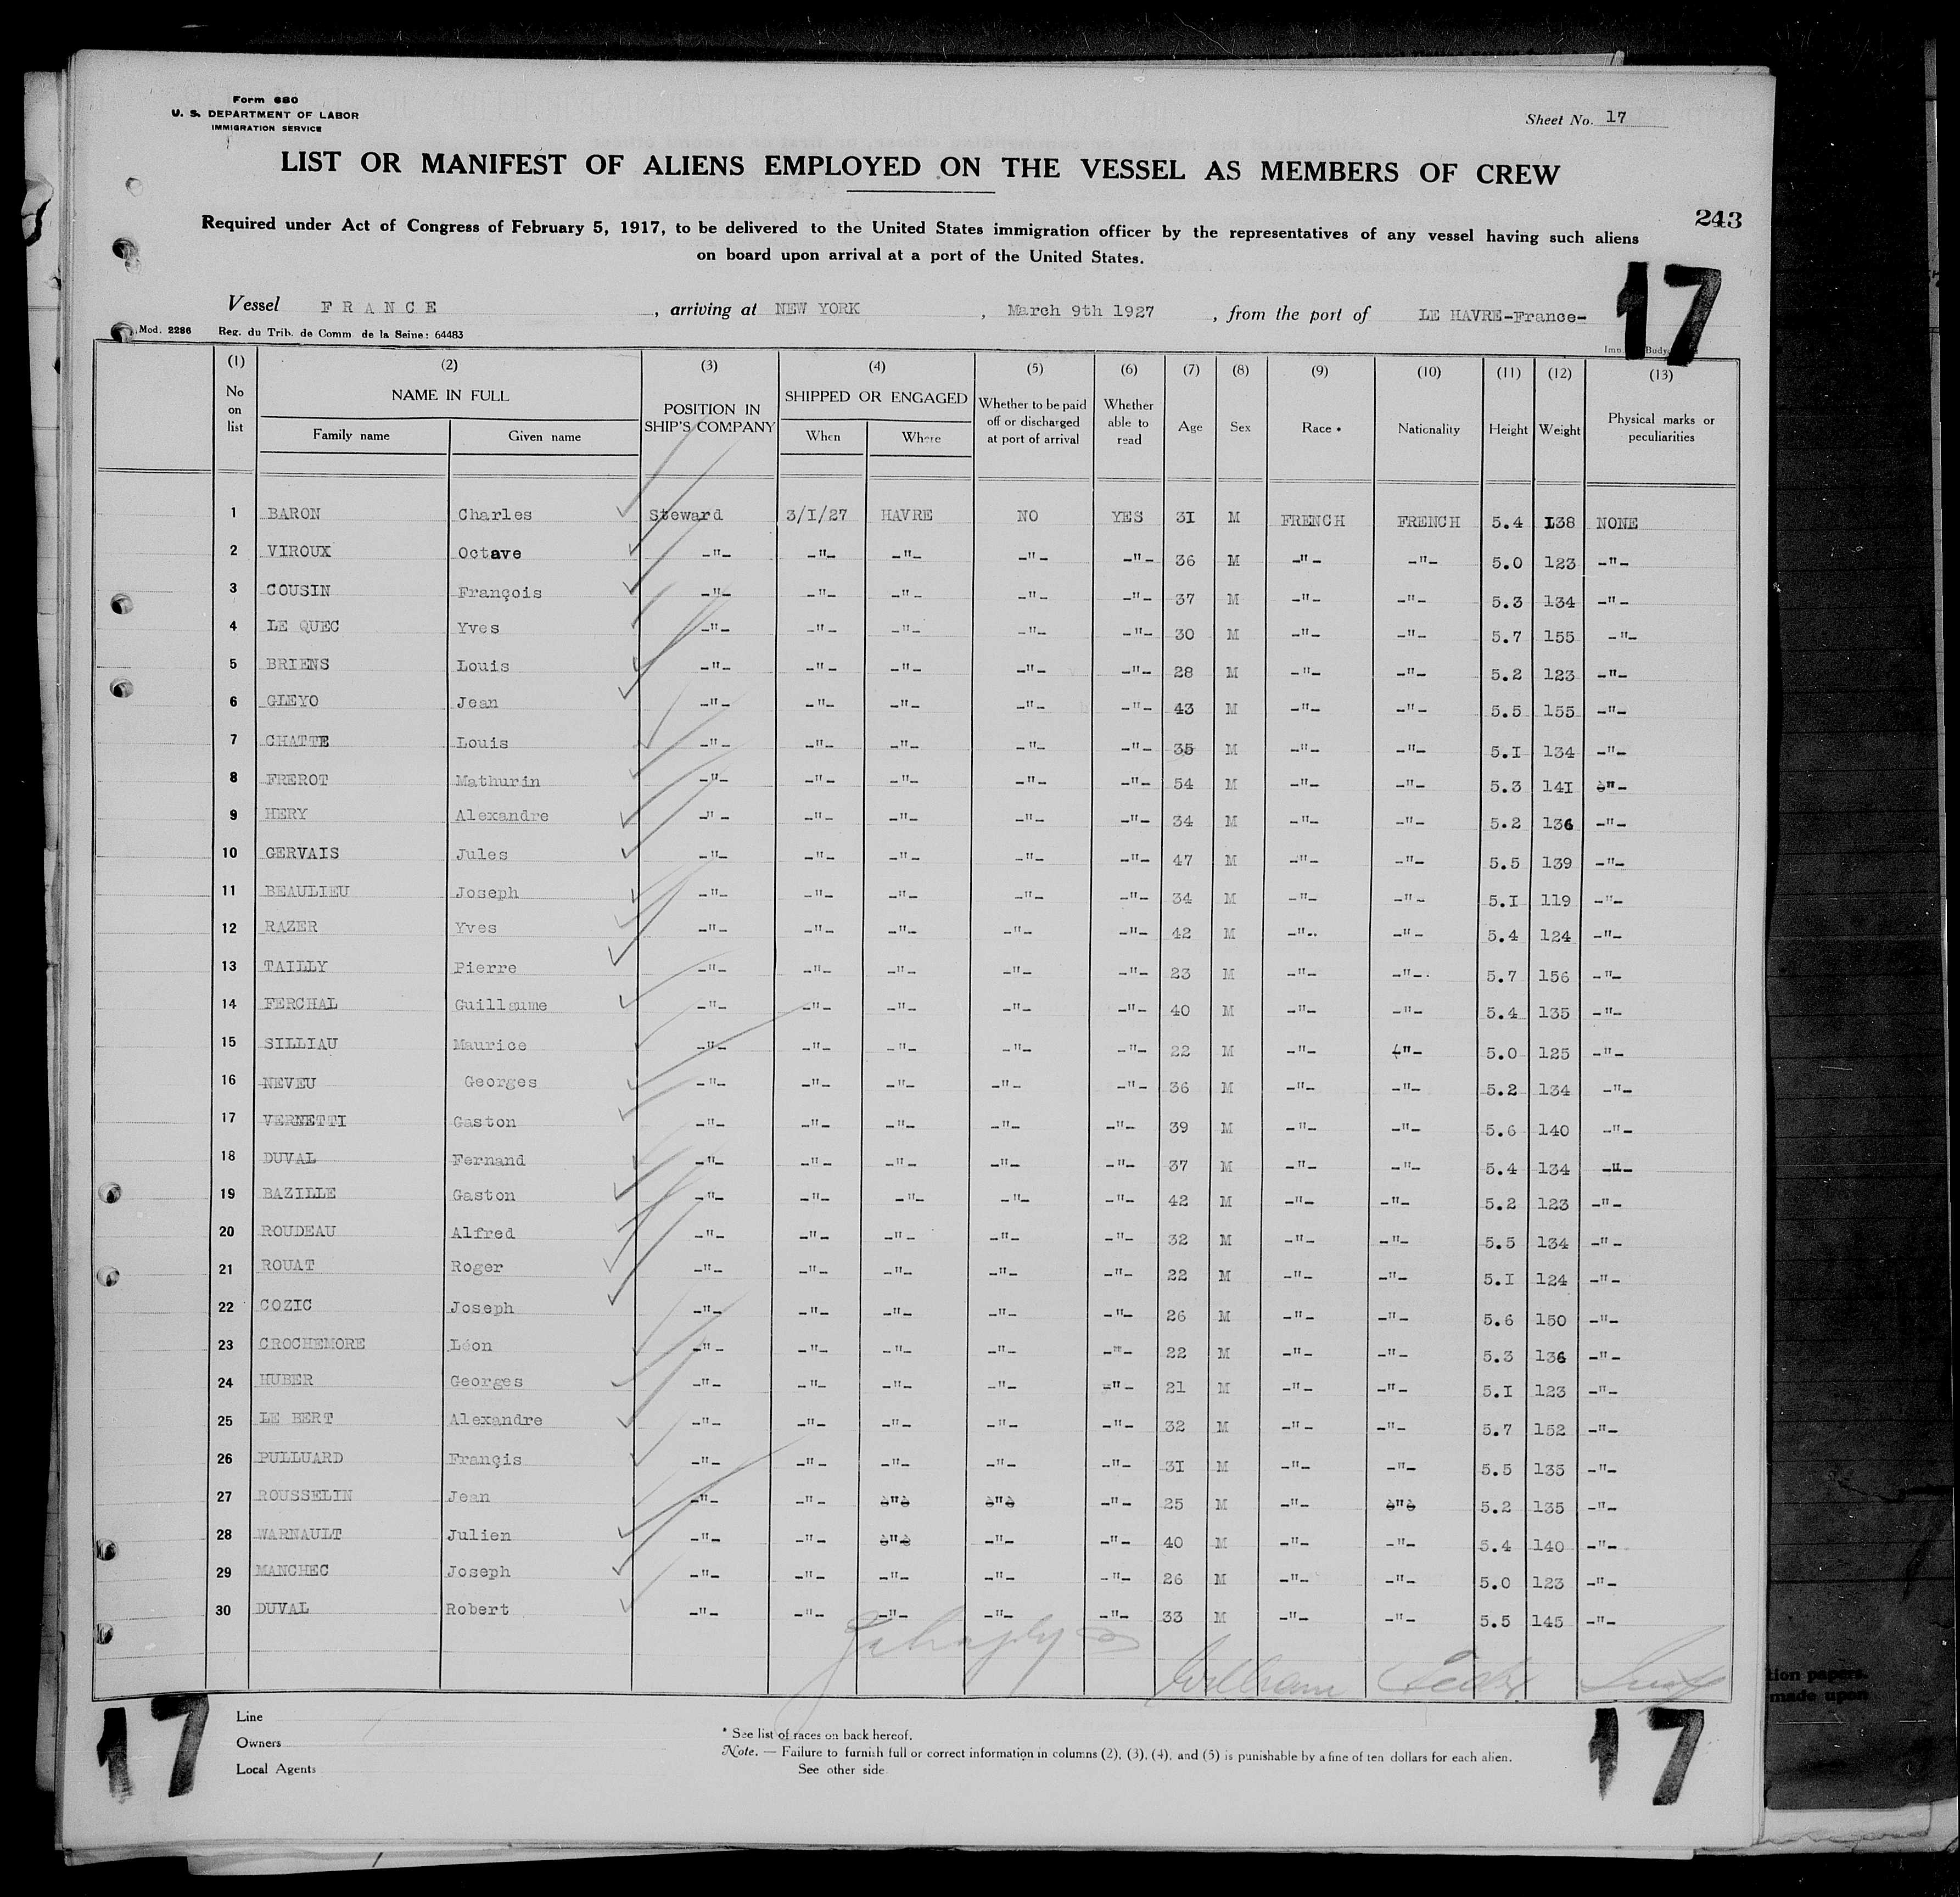 Form 680
U. S. DEPARTMENT OF LABOR
IMMIGRATION SERVICE
Sheet No. 17
LIST OR MANIFEST OF ALIENS EMPLOYED ON THE VESSEL AS MEMBERS OF CREW
243
Required under Act of Congress of February 5, 1917, to be delivered to the United States immigration officer by the representatives of any vessel having such aliens
on board upon arrival at a port of the United States.
17
Vessel FRANCE, arriving at NEW YORK, March 9th 1927, from the port of LE HAVRE-France-
Mod. 2286 Reg. du Trib. de Comm. de la Seine: 64483
(1) (2) (3) (4) (5) (6) (7) (8) (9) (10) (11) (12) (13)
No on list NAME IN FULL Family name Given name POSITION IN SHIP'S COMPANY SHIPPED OR ENGAGED When Where Whether to be paid off or discharged at port of arrival Whether able to read Age Sex Race * Nationality Height Weight Physical marks or peculiarities
1 BARON Charles Steward 3/1/27 HAVRE NO YES 31 M FRENCH FRENCH 5.4 138 NONE
2 VIROUX Octave -"- -"- -"- -"- -"- 36 M -"- -"- 5.0 123 -"-
3 COUSIN François -"- -"- -"- -"- -"- 37 M -"- -"- 5.3 134 -"-
4 LE QUEC Yves -"- -"- -"- -"- -"- 30 M -"- -"- 5.7 155 -"-
5 BRIENS Louis -"- -"- -"- -"- -"- 28 M -"- -"- 5.2 123 -"-
6 GLEYO Jean -"- -"- -"- -"- -"- 43 M -"- -"- 5.5 155 -"-
7 CHATTE Louis -"- -"- -"- -"- -"- 35 M -"- -"- 5.1 134 -"-
8 FREROT Mathurin -"- -"- -"- -"- -"- 54 M -"- -"- 5.3 141 -"-
9 HERY Alexandre -"- -"- -"- -"- -"- 34 M -"- -"- 5.2 136 -"-
10 GERVAIS Jules -"- -"- -"- -"- -"- 47 M -"- -"- 5.5 139 -"-
11 BEAULIEU Joseph -"- -"- -"- -"- -"- 34 M -"- -"- 5.1 119 -"-
12 RAZER Yves -"- -"- -"- -"- -"- 42 M -"- -"- 5.4 124 -"-
13 TAILLY Pierre -"- -"- -"- -"- -"- 23 M -"- -"- 5.7 156 -"-
14 FERCHAL Guillaume -"- -"- -"- -"- -"- 40 M -"- -"- 5.4 135 -"-
15 SILLIAU Maurice -"- -"- -"- -"- -"- 22 M -"- -"- 5.0 125 -"-
16 NEVEU Georges -"- -"- -"- -"- -"- 36 M -"- -"- 5.2 134 -"-
17 VERNETTI Gaston -"- -"- -"- -"- -"- 39 M -"- -"- 5.6 140 -"-
18 DUVAL Fernand -"- -"- -"- -"- -"- 37 M -"- -"- 5.4 134 -"-
19 BAZILLE Gaston -"- -"- -"- -"- -"- 42 M -"- -"- 5.2 123 -"-
20 ROUDEAU Alfred -"- -"- -"- -"- -"- 32 M -"- -"- 5.5 134 -"-
21 ROUAT Roger -"- -"- -"- -"- -"- 22 M -"- -"- 5.1 124 -"-
22 COZIC Joseph -"- -"- -"- -"- -"- 26 M -"- -"- 5.6 150 -"-
23 CROCHEMORE Léon -"- -"- -"- -"- -"- 22 M -"- -"- 5.3 136 -"-
24 HUBER Georges -"- -"- -"- -"- -"- 21 M -"- -"- 5.1 123 -"-
25 LE BERT Alexandre -"- -"- -"- -"- -"- 32 M -"- -"- 5.7 152 -"-
26 PULLUARD Françis -"- -"- -"- -"- -"- 31 M -"- -"- 5.5 135 -"-
27 ROUSSELIN Jean -"- -"- -"- -"- -"- 25 M -"- -"- 5.2 135 -"-
28 WARNAULT Julien -"- -"- -"- -"- -"- 40 M -"- -"- 5.4 140 -"-
29 MANCHEC Joseph -"- -"- -"- -"- -"- 26 M -"- -"- 5.0 123 -"-
30 DUVAL Robert -"- -"- -"- -"- -"- 33 M -"- -"- 5.5 145 -"-
William
17
17
Line
Owners
Local Agents
* See list of races on back hereof.
Note. — Failure to furnish full or correct information in columns (2), (3), (4), and (5) is punishable by a fine of ten dollars for each alien.
See other side
tion papers.
made upon